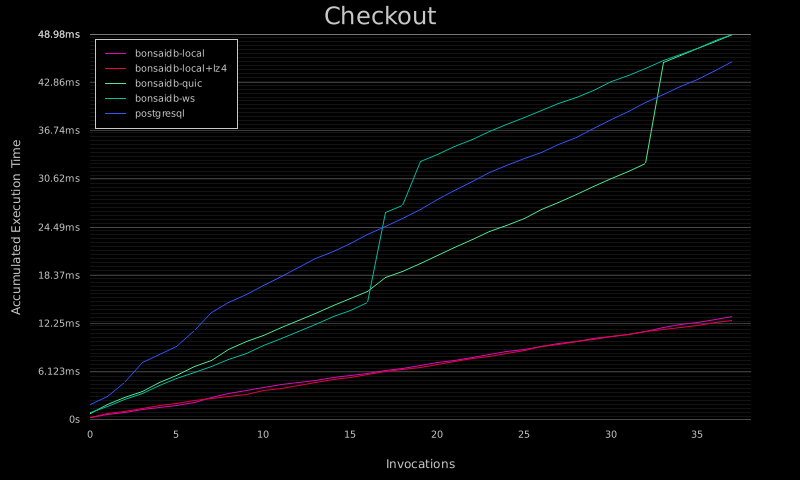 Checkout
48.98ms
bonsaidb-local
bonsaidb-local+lz4
bonsaidb-quic
bonsaidb-ws
postgresql
42.86ms
36.74ms
30.62ms
24.49ms
18.37ms
12.25ms
6.123ms
0s
Accumulated Execution Time
0 5 10 15 20 25 30 35
Invocations